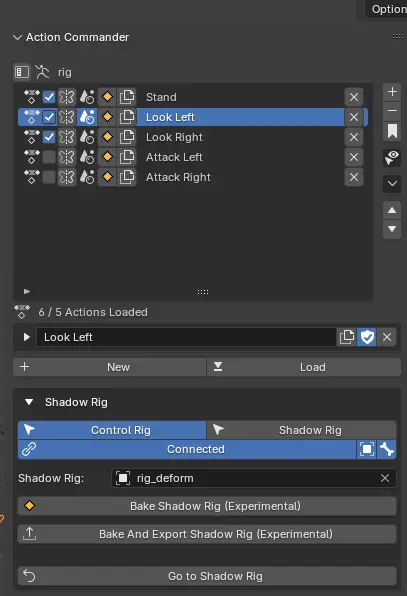 Option
Action Commander
rig
Stand
Look Left
Look Right
Attack Left
Attack Right
6 / 5 Actions Loaded
Look Left
New Load
Shadow Rig
Control Rig Shadow Rig
Connected
Shadow Rig: rig_deform
Bake Shadow Rig (Experimental)
Bake And Export Shadow Rig (Experimental)
Go to Shadow Rig